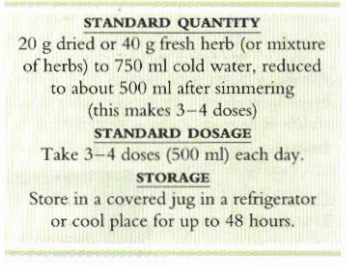 STANDARD QUANTITY
20 g dried or 40 g fresh herb (or mixture
of herbs) to 750 ml cold water, reduced
to about 500 ml after simmering
(this makes 3–4 doses)
STANDARD DOSAGE
Take 3–4 doses (500 ml) each day.
STORAGE
Store in a covered jug in a refrigerator
or cool place for up to 48 hours.